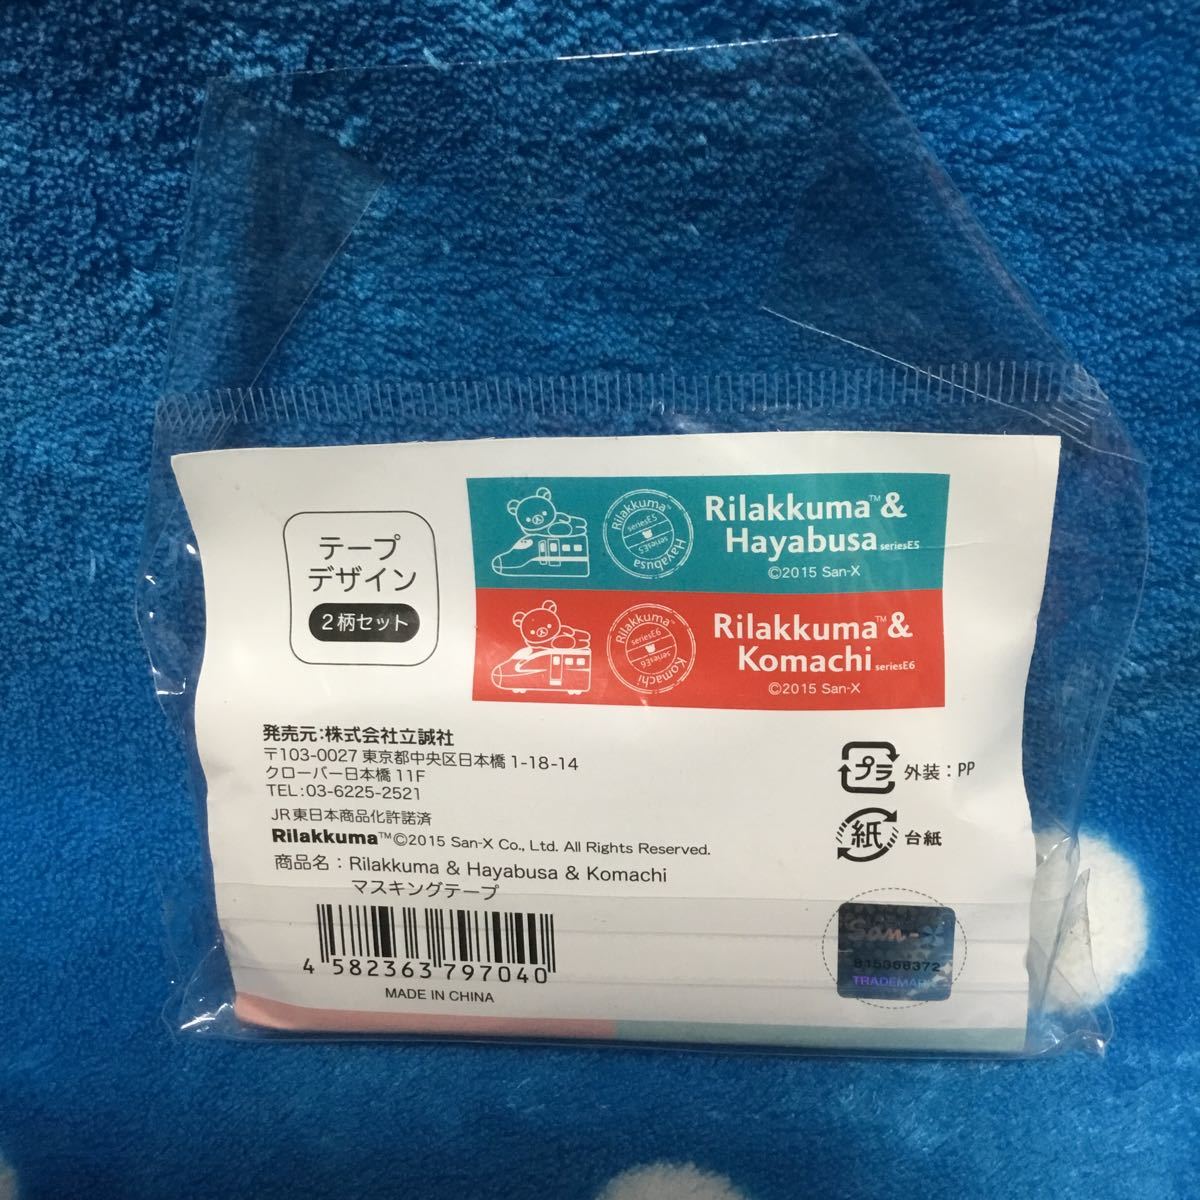 テープ
デザイン
2柄セット
Rilakkuma
seriesE5
seriesE5
Hayabusa
Rilakkuma™&
Hayabusa seriesE5
©2015 San-X
Rilakkuma
seriesE6
seriesE6
Komachi
Rilakkuma™&
Komachi seriesE6
©2015 San-X
発売元:株式会社立誠社
〒103-0027 東京都中央区日本橋 1-18-14
クローバー日本橋 11F
TEL:03-6225-2521
JR東日本商品化許諾済
Rilakkuma™©2015 San-X Co., Ltd. All Rights Reserved.
商品名：Rilakkuma & Hayabusa & Komachi
マスキングテープ
4 582363 797040
MADE IN CHINA
プラ 外装：PP
紙 台紙
San-X
TRADEMARK